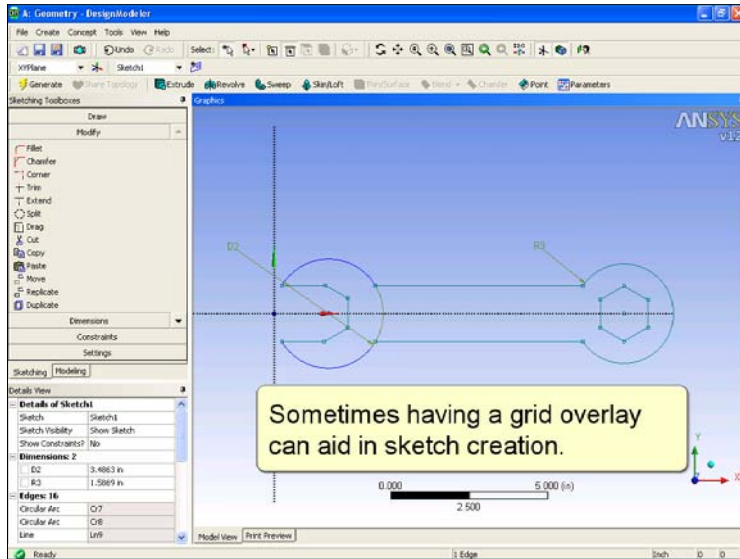 A: Geometry - DesignModeler
File Create Concept Tools View Help
Undo Redo Select:
XYPlane Sketch1
Generate Share Topology Extrude Revolve Sweep Skin/Loft Thin/Surface Blend Chamfer Point Parameters
Sketching Toolboxes
Draw
Modify
Fillet
Chamfer
Corner
Trim
Extend
Split
Drag
Cut
Copy
Paste
Move
Replicate
Duplicate
Dimensions
Constraints
Settings
Sketching Modeling
Details View
Details of Sketch1
Sketch Sketch1
Sketch Visibility Show Sketch
Show Constraints? No
Dimensions: 2
D2 3.4863 in
R3 1.5869 in
Edges: 16
Circular Arc Cr7
Circular Arc Cr8
Line Ln9
Graphics
ANSYS
v12
D2
R3
Sometimes having a grid overlay
can aid in sketch creation.
0.000 5.000 (in)
2.500
Y
X
Model View Print Preview
Ready 1 Edge Inch 0 0